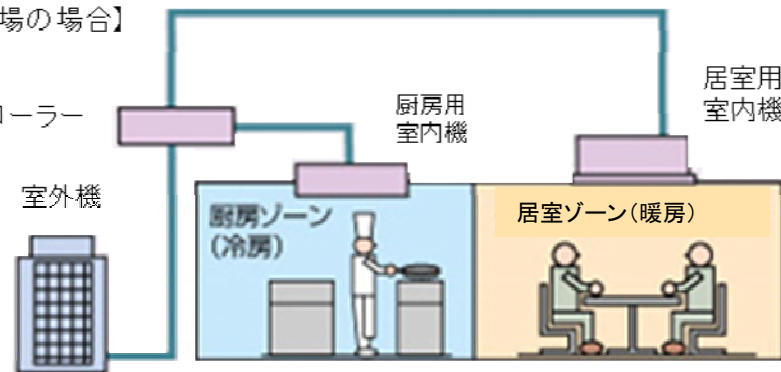 場の場合】
ローラー
厨房用
室内機
居室用
室内機
室外機
厨房ゾーン
(冷房)
居室ゾーン(暖房)